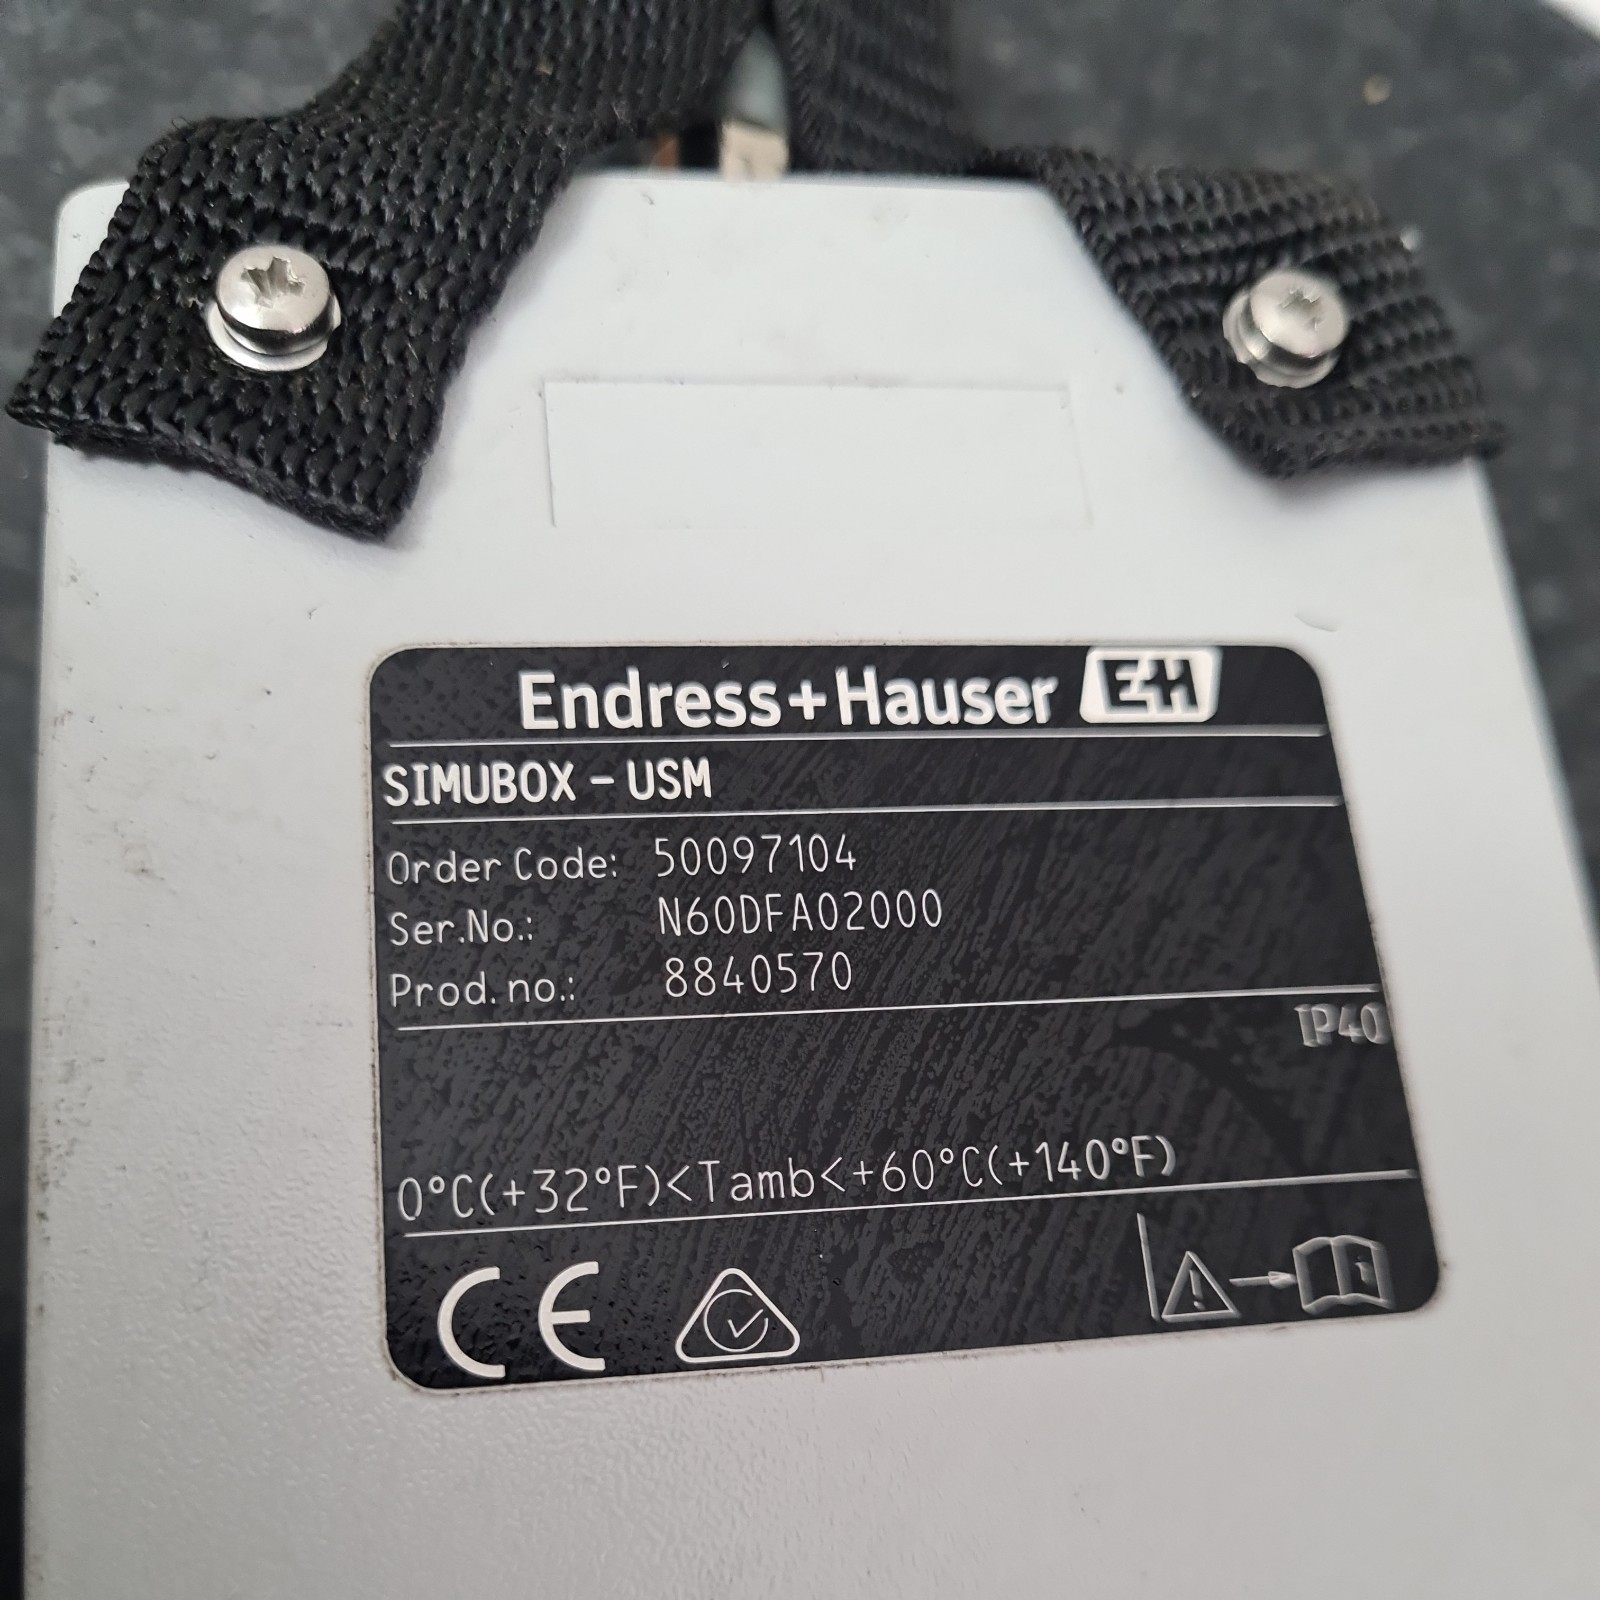 Endress+Hauser EH
SIMUBOX - USM
Order Code: 50097104
Ser.No.: N60DFA02000
Prod. no.: 8840570
IP40
0°C(+32°F)<Tamb<+60°C(+140°F)
CE